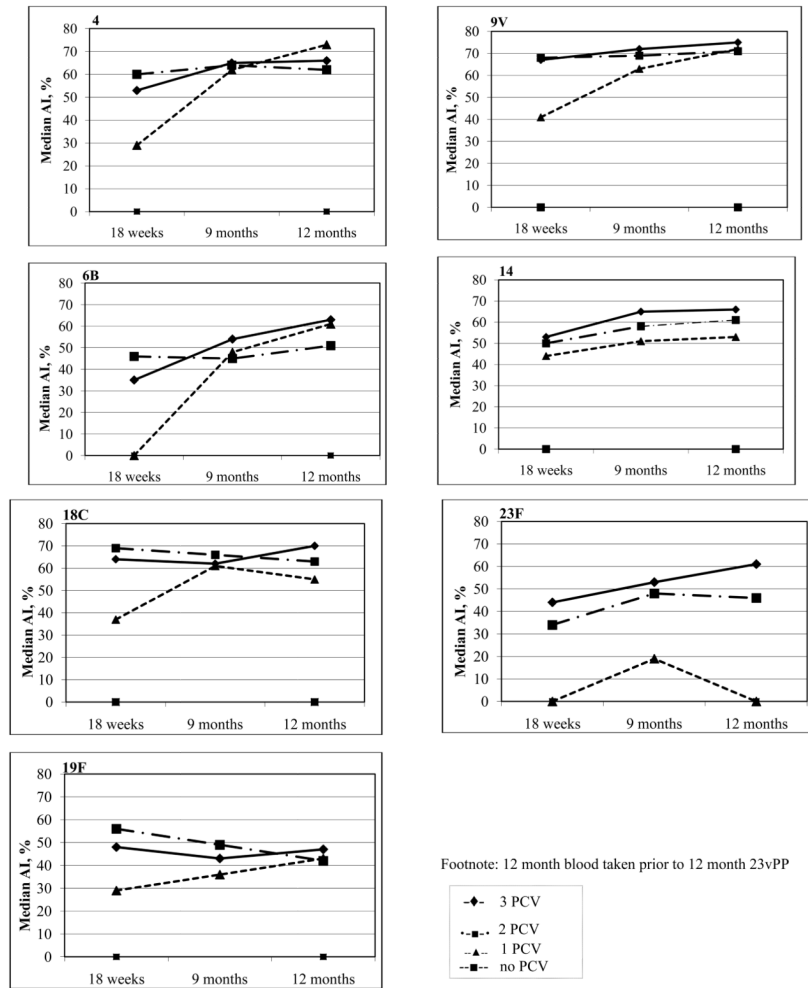 4
80
70
60
50
40
30
20
10
0
Median AI, %
18 weeks 9 months 12 months
9V
80
70
60
50
40
30
20
10
0
Median AI, %
18 weeks 9 months 12 months
6B
80
70
60
50
40
30
20
10
0
Median AI, %
18 weeks 9 months 12 months
14
80
70
60
50
40
30
20
10
0
Median AI, %
18 weeks 9 months 12 months
18C
80
70
60
50
40
30
20
10
0
Median AI, %
18 weeks 9 months 12 months
23F
80
70
60
50
40
30
20
10
0
Median AI, %
18 weeks 9 months 12 months
19F
80
70
60
50
40
30
20
10
0
Median AI, %
18 weeks 9 months 12 months
Footnote: 12 month blood taken prior to 12 month 23vPP
3 PCV
2 PCV
1 PCV
no PCV